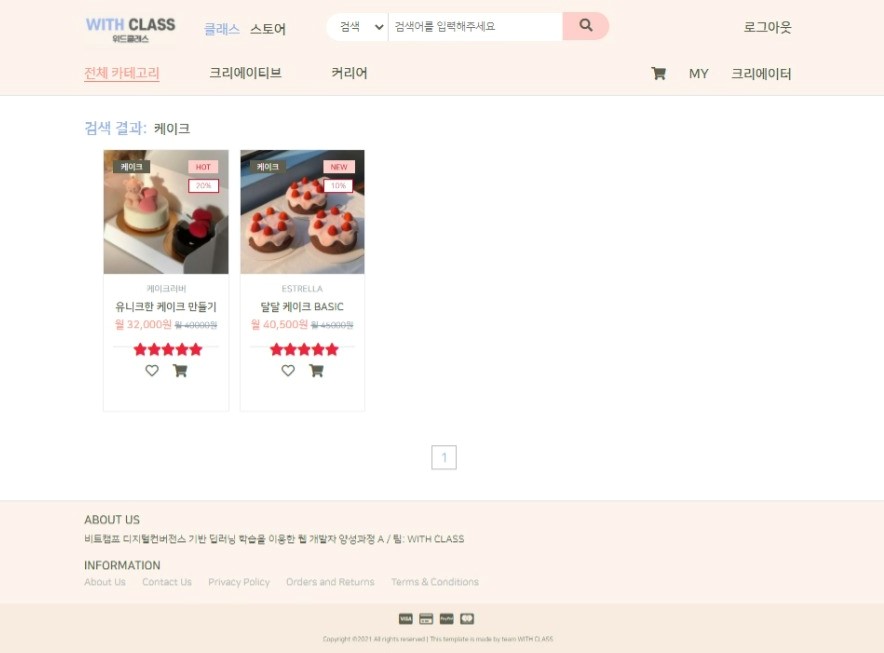 WITH CLASS
위드클래스
클래스 스토어
검색
검색어를 입력해주세요
로그아웃
전체 카테고리
크리에이티브
커리어
MY
크리에이터
검색 결과: 케이크
케이크
HOT
20%
케이크
NEW
10%
케이크러버
유니크한 케이크 만들기
월 32,000원 월 40000원
ESTRELLA
달달 케이크 BASIC
월 40,500원 월 45000원
1
ABOUT US
비트캠프 디지털컨버전스 기반 딥러닝 학습을 이용한 웹 개발자 양성과정 A / 팀: WITH CLASS
INFORMATION
About Us Contact Us Privacy Policy Orders and Returns Terms & Conditions
VISA
PayPal
Copyright ©2021 All rights reserved | This template is made by team WITH CLASS